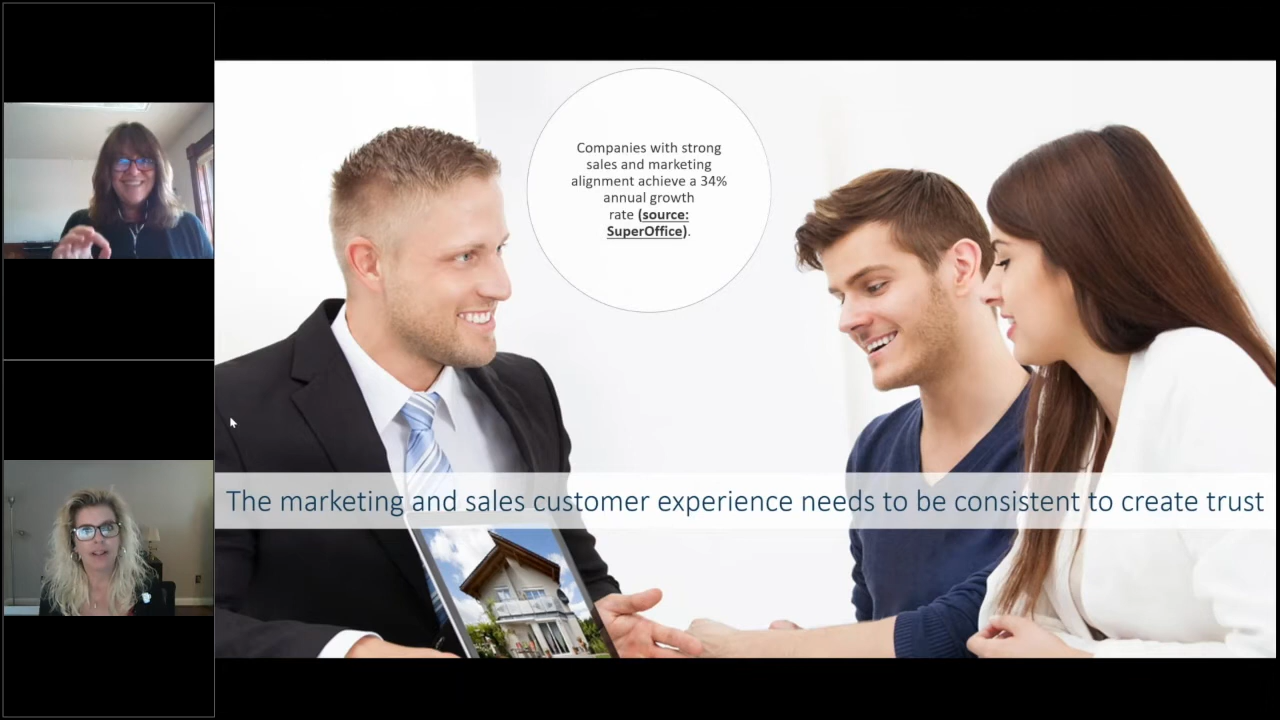 Companies with strong
sales and marketing
alignment achieve a 34%
annual growth
rate (source:
SuperOffice).
The marketing and sales customer experience needs to be consistent to create trust